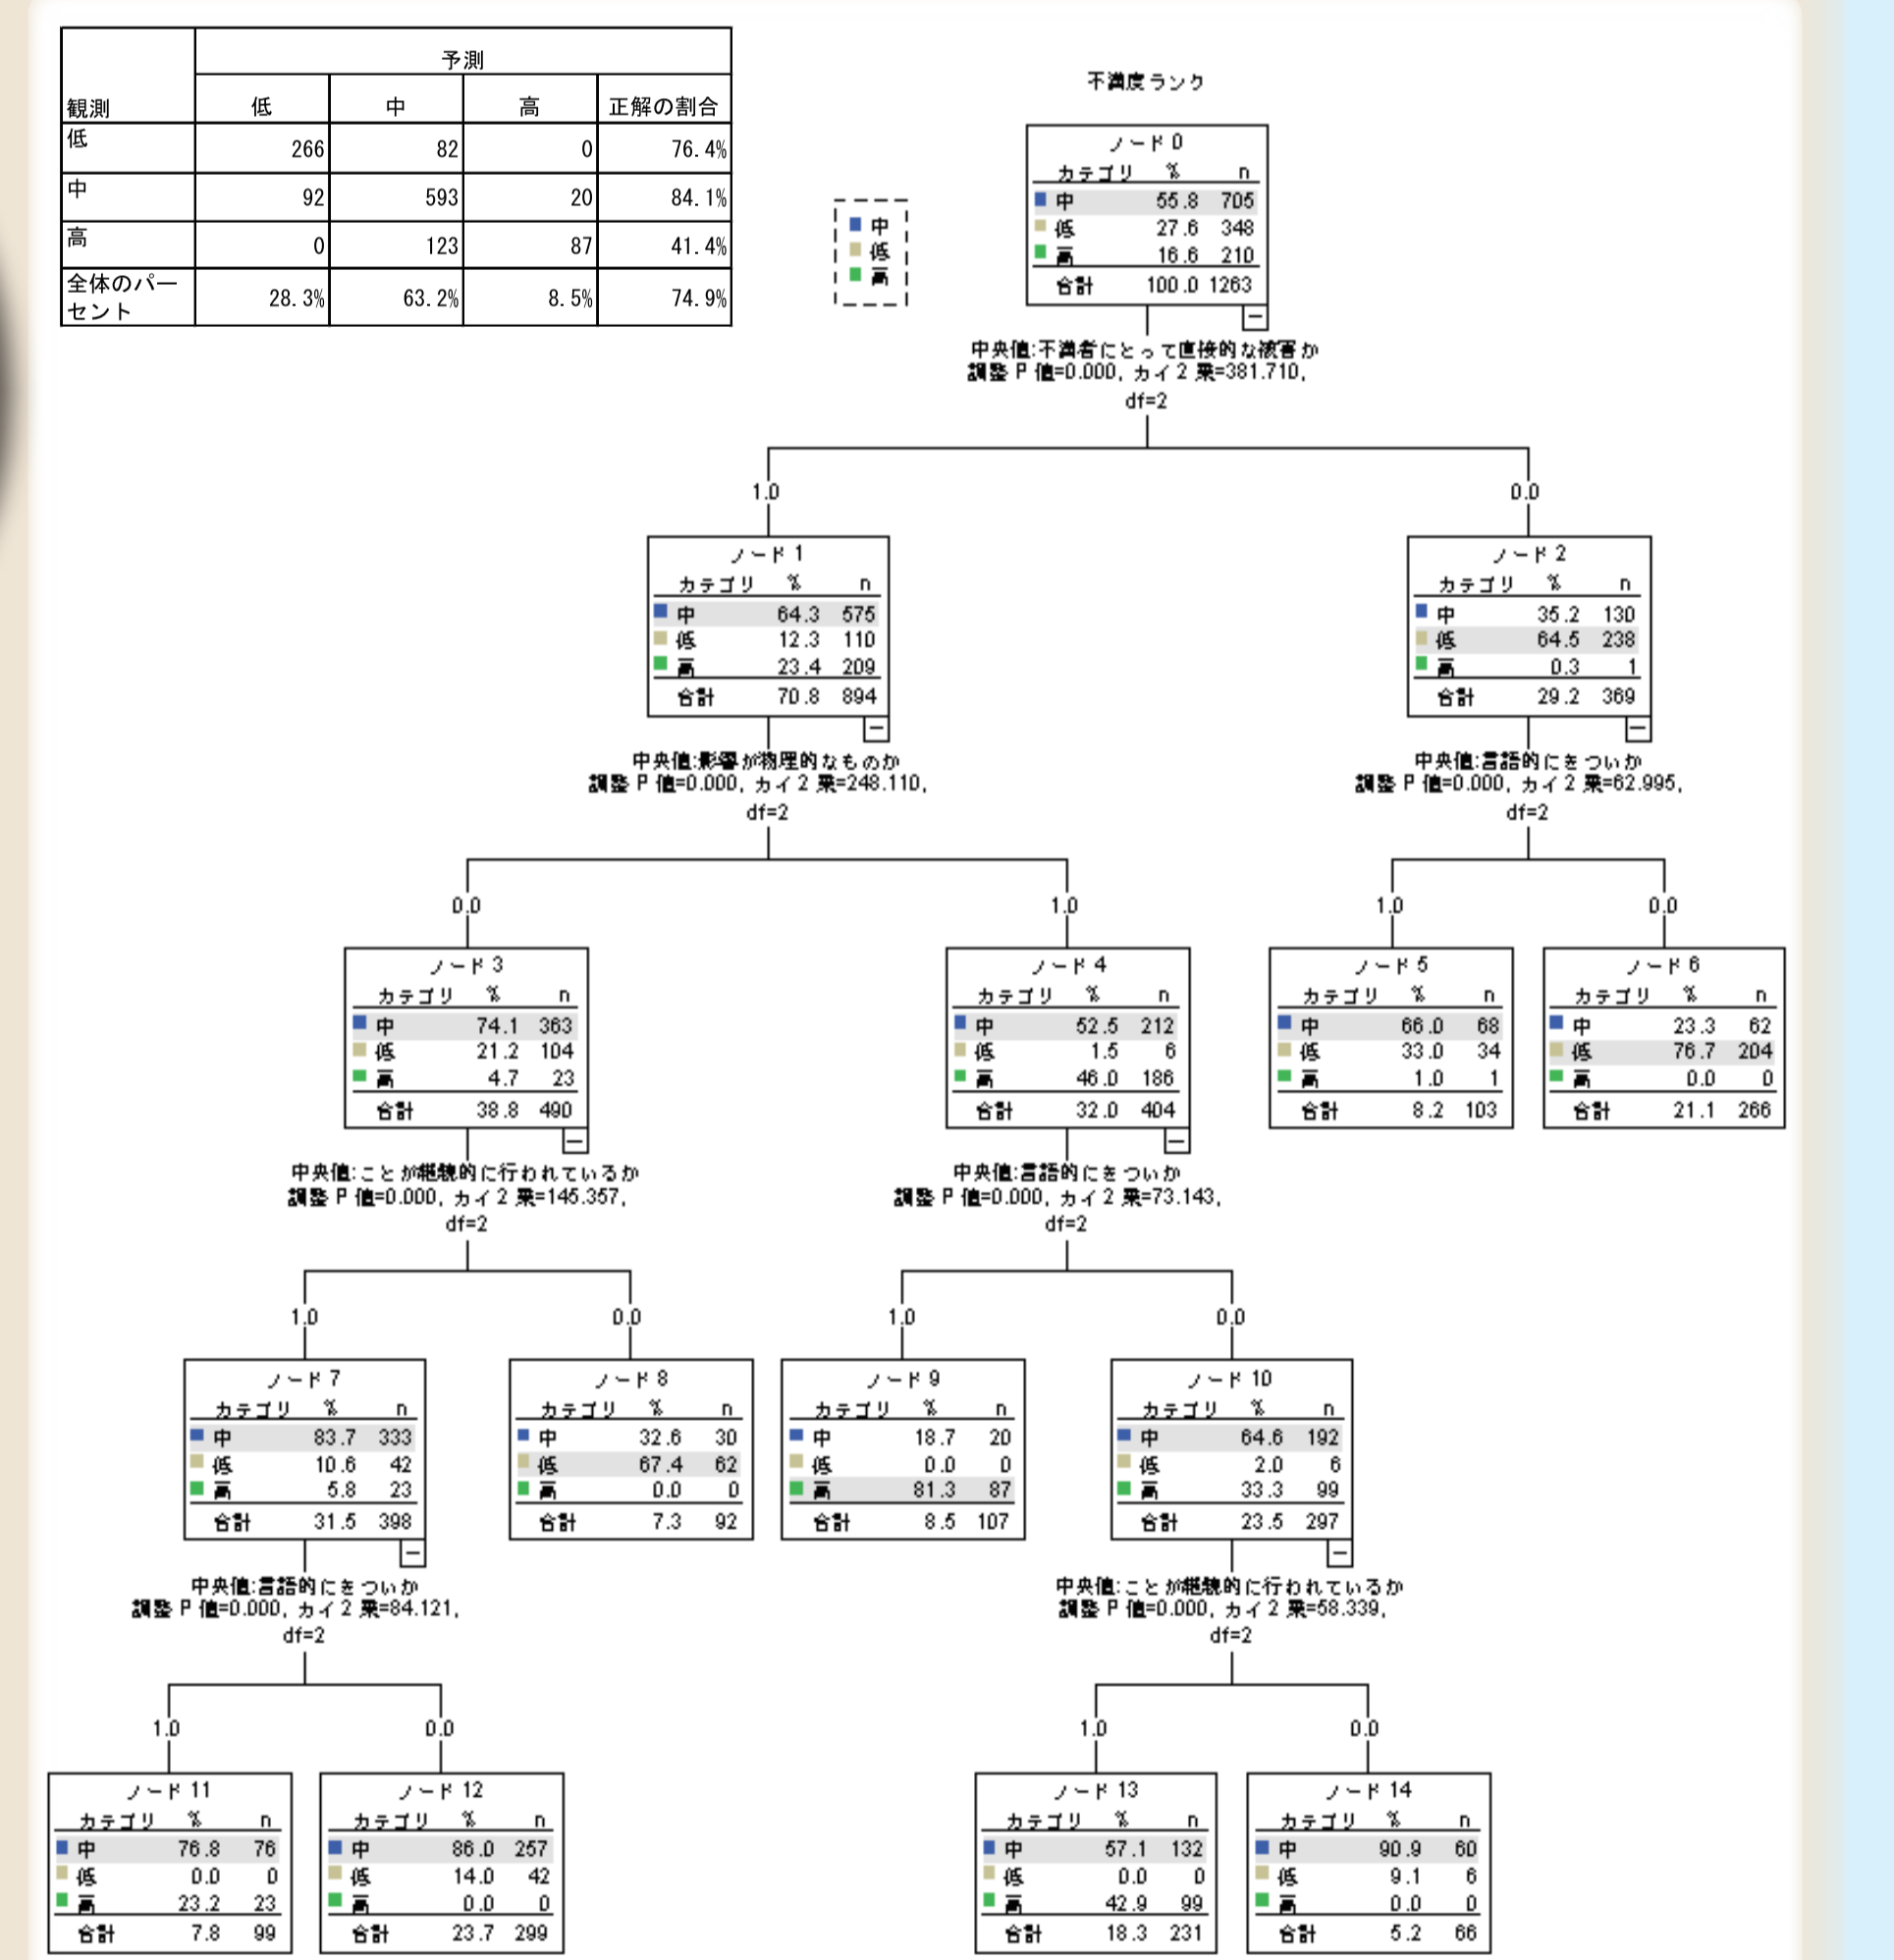 予測
観測 低 中 高 正解の割合
低 266 82 0 76.4%
中 92 593 20 84.1%
高 0 123 87 41.4%
全体のパー
セント 28.3% 63.2% 8.5% 74.9%
不満度ランク
中
低
高
ノード 0
カテゴリ % n
中 55.8 705
低 27.6 348
高 16.6 210
合計 100.0 1263
中央値:不満者にとって直接的な被害か
調整 P 値=0.000, カイ2 乗=381.710,
df=2
1.0
0.0
ノード 1
カテゴリ % n
中 64.3 575
低 12.3 110
高 23.4 209
合計 70.8 894
ノード 2
カテゴリ % n
中 35.2 130
低 64.5 238
高 0.3 1
合計 29.2 369
中央値:影響が物理的なものか
調整 P 値=0.000, カイ2 乗=248.110,
df=2
中央値:言語的にきついか
調整 P 値=0.000, カイ2 乗=62.995,
df=2
0.0
1.0
1.0
0.0
ノード 3
カテゴリ % n
中 74.1 363
低 21.2 104
高 4.7 23
合計 38.8 490
ノード 4
カテゴリ % n
中 52.5 212
低 1.5 6
高 46.0 186
合計 32.0 404
ノード 5
カテゴリ % n
中 66.0 68
低 33.0 34
高 1.0 1
合計 8.2 103
ノード 6
カテゴリ % n
中 23.3 62
低 76.7 204
高 0.0 0
合計 21.1 266
中央値:ことが継続的に行われているか
調整 P 値=0.000, カイ2 乗=145.357,
df=2
中央値:言語的にきついか
調整 P 値=0.000, カイ2 乗=73.143,
df=2
1.0
0.0
1.0
0.0
ノード 7
カテゴリ % n
中 83.7 333
低 10.6 42
高 5.8 23
合計 31.5 398
ノード 8
カテゴリ % n
中 32.6 30
低 67.4 62
高 0.0 0
合計 7.3 92
ノード 9
カテゴリ % n
中 18.7 20
低 0.0 0
高 81.3 87
合計 8.5 107
ノード 10
カテゴリ % n
中 64.6 192
低 2.0 6
高 33.3 99
合計 23.5 297
中央値:言語的にきついか
調整 P 値=0.000, カイ2 乗=84.121,
df=2
中央値:ことが継続的に行われているか
調整 P 値=0.000, カイ2 乗=58.339,
df=2
1.0
0.0
1.0
0.0
ノード 11
カテゴリ % n
中 76.8 76
低 0.0 0
高 23.2 23
合計 7.8 99
ノード 12
カテゴリ % n
中 86.0 257
低 14.0 42
高 0.0 0
合計 23.7 299
ノード 13
カテゴリ % n
中 57.1 132
低 0.0 0
高 42.9 99
合計 18.3 231
ノード 14
カテゴリ % n
中 90.9 60
低 9.1 6
高 0.0 0
合計 5.2 66